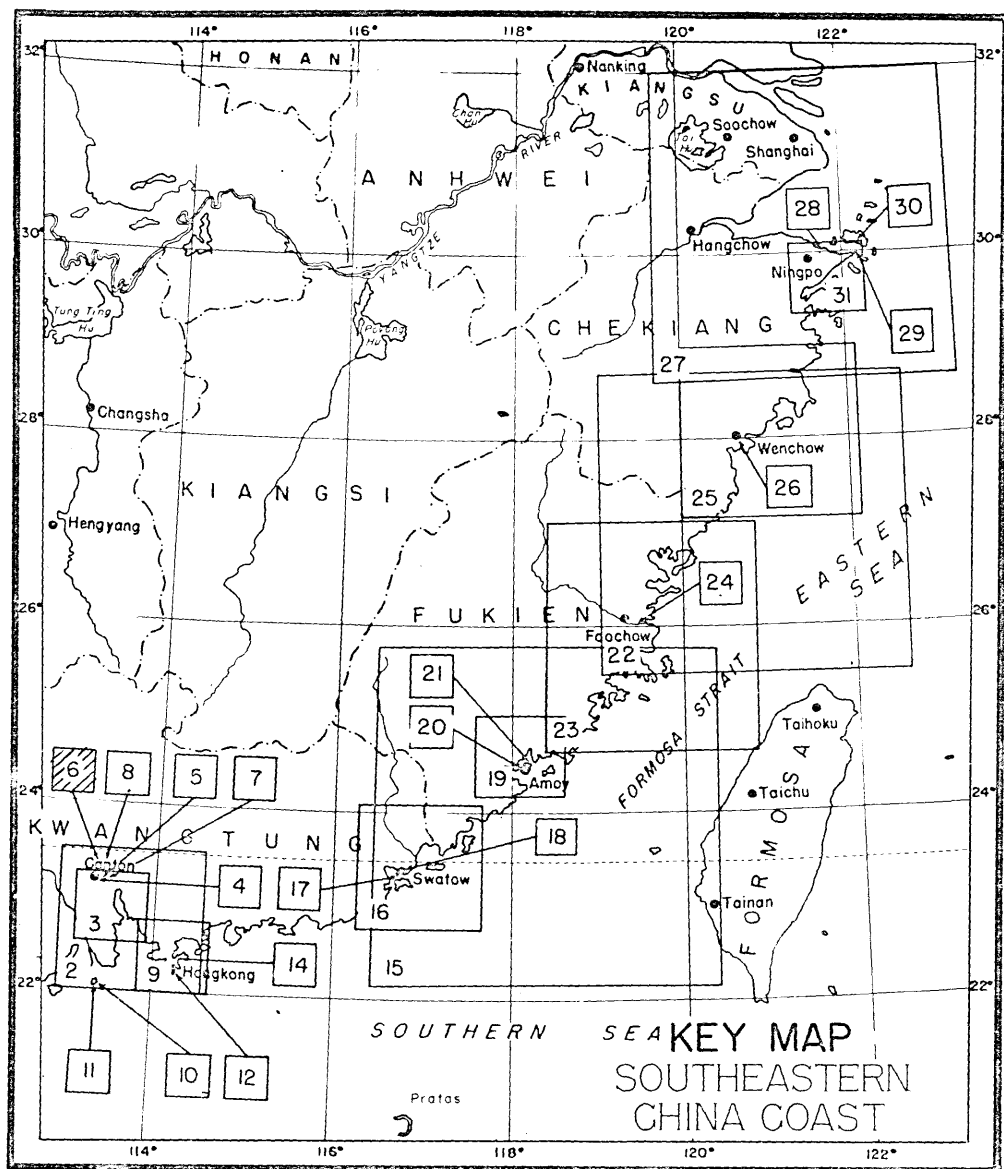 114° 116° 118° 120° 122°
32° 32°
HONAN
Nanking
KIANGSU
Chao Hu
Soochow
Tai Hu
Shanghai
RIVER
ANHWEI
28 30
30° 30°
Hangchow
YANGTZE
Ningpo
31
Tung Ting Hu
Poyang Hu
CHEKIANG
29
27
Changsha
28° 28°
Wenchow
KIANGSI
25 26
Hengyang
EASTERN SEA
24
26° 26°
FUKIEN
Foochow
22
21
STRAIT
20
23
Taihoku
6 8 5 7
19
Amoy
FORMOSA
Taichu
24° 24°
KWANGTUNG
18
Canton
4
17
Swatow
Tainan
3
16
FORMOSA
2 9
Hongkong
14
15
22° 22°
SOUTHERN SEA
KEY MAP
11 10 12
SOUTHEASTERN
CHINA COAST
Pratas
114° 116° 118° 120° 122°